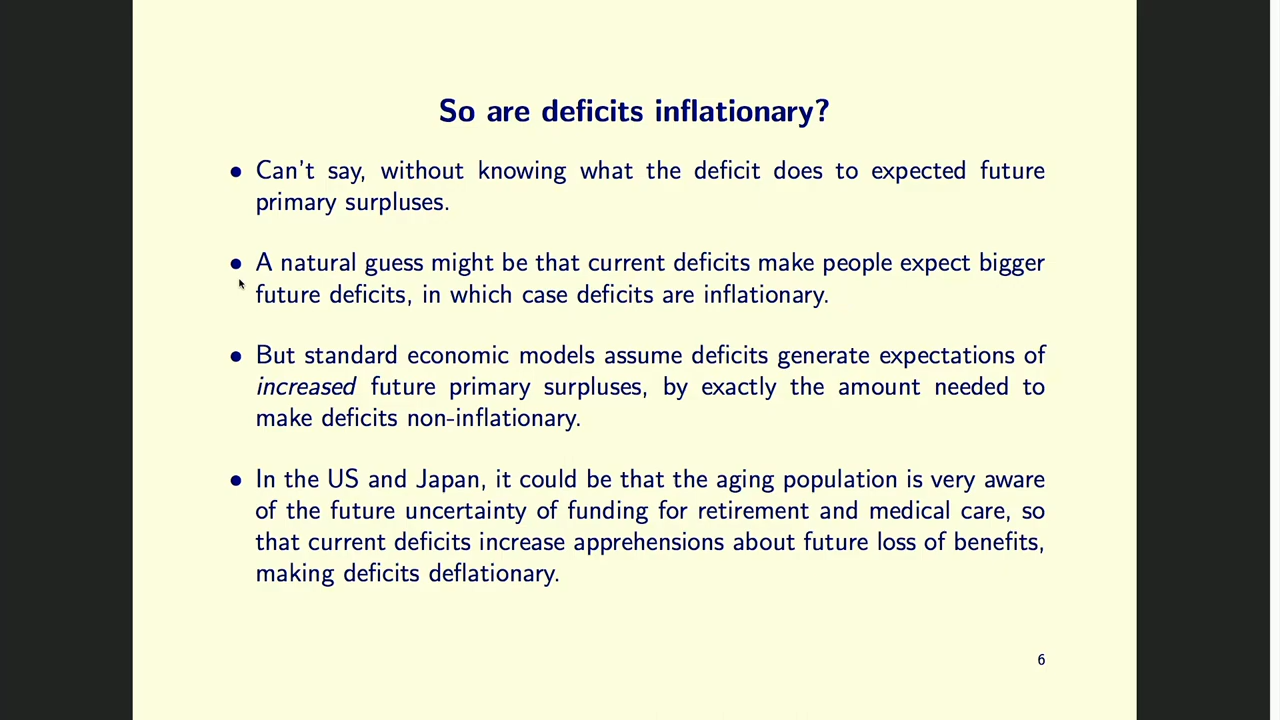 So are deficits inflationary?
• Can't say, without knowing what the deficit does to expected future
primary surpluses.
• A natural guess might be that current deficits make people expect bigger
future deficits, in which case deficits are inflationary.
• But standard economic models assume deficits generate expectations of
increased future primary surpluses, by exactly the amount needed to
make deficits non-inflationary.
• In the US and Japan, it could be that the aging population is very aware
of the future uncertainty of funding for retirement and medical care, so
that current deficits increase apprehensions about future loss of benefits,
making deficits deflationary.
6